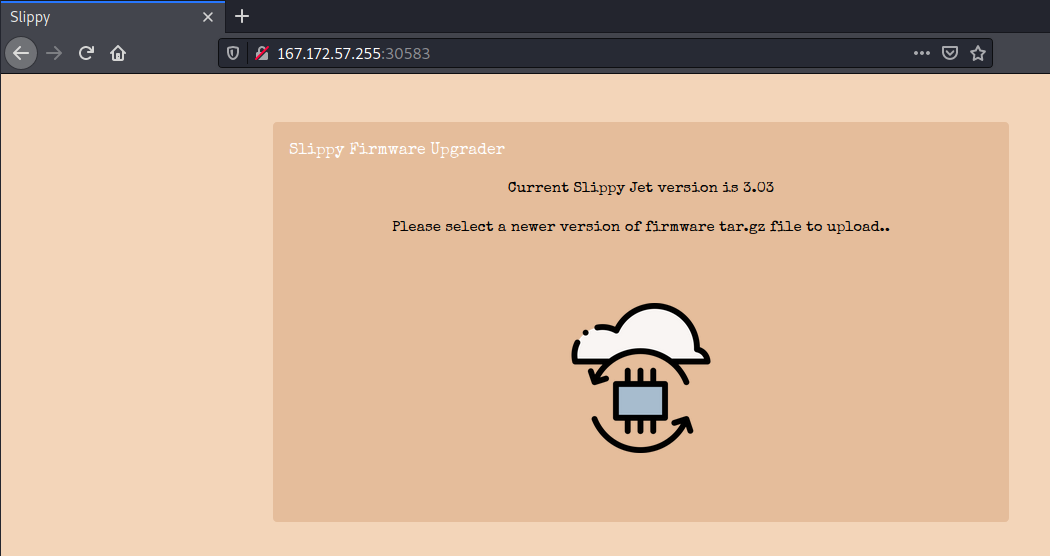 Slippy
167.172.57.255:30583
Slippy Firmware Upgrader
Current Slippy Jet version is 3.03
Please select a newer version of firmware tar.gz file to upload..